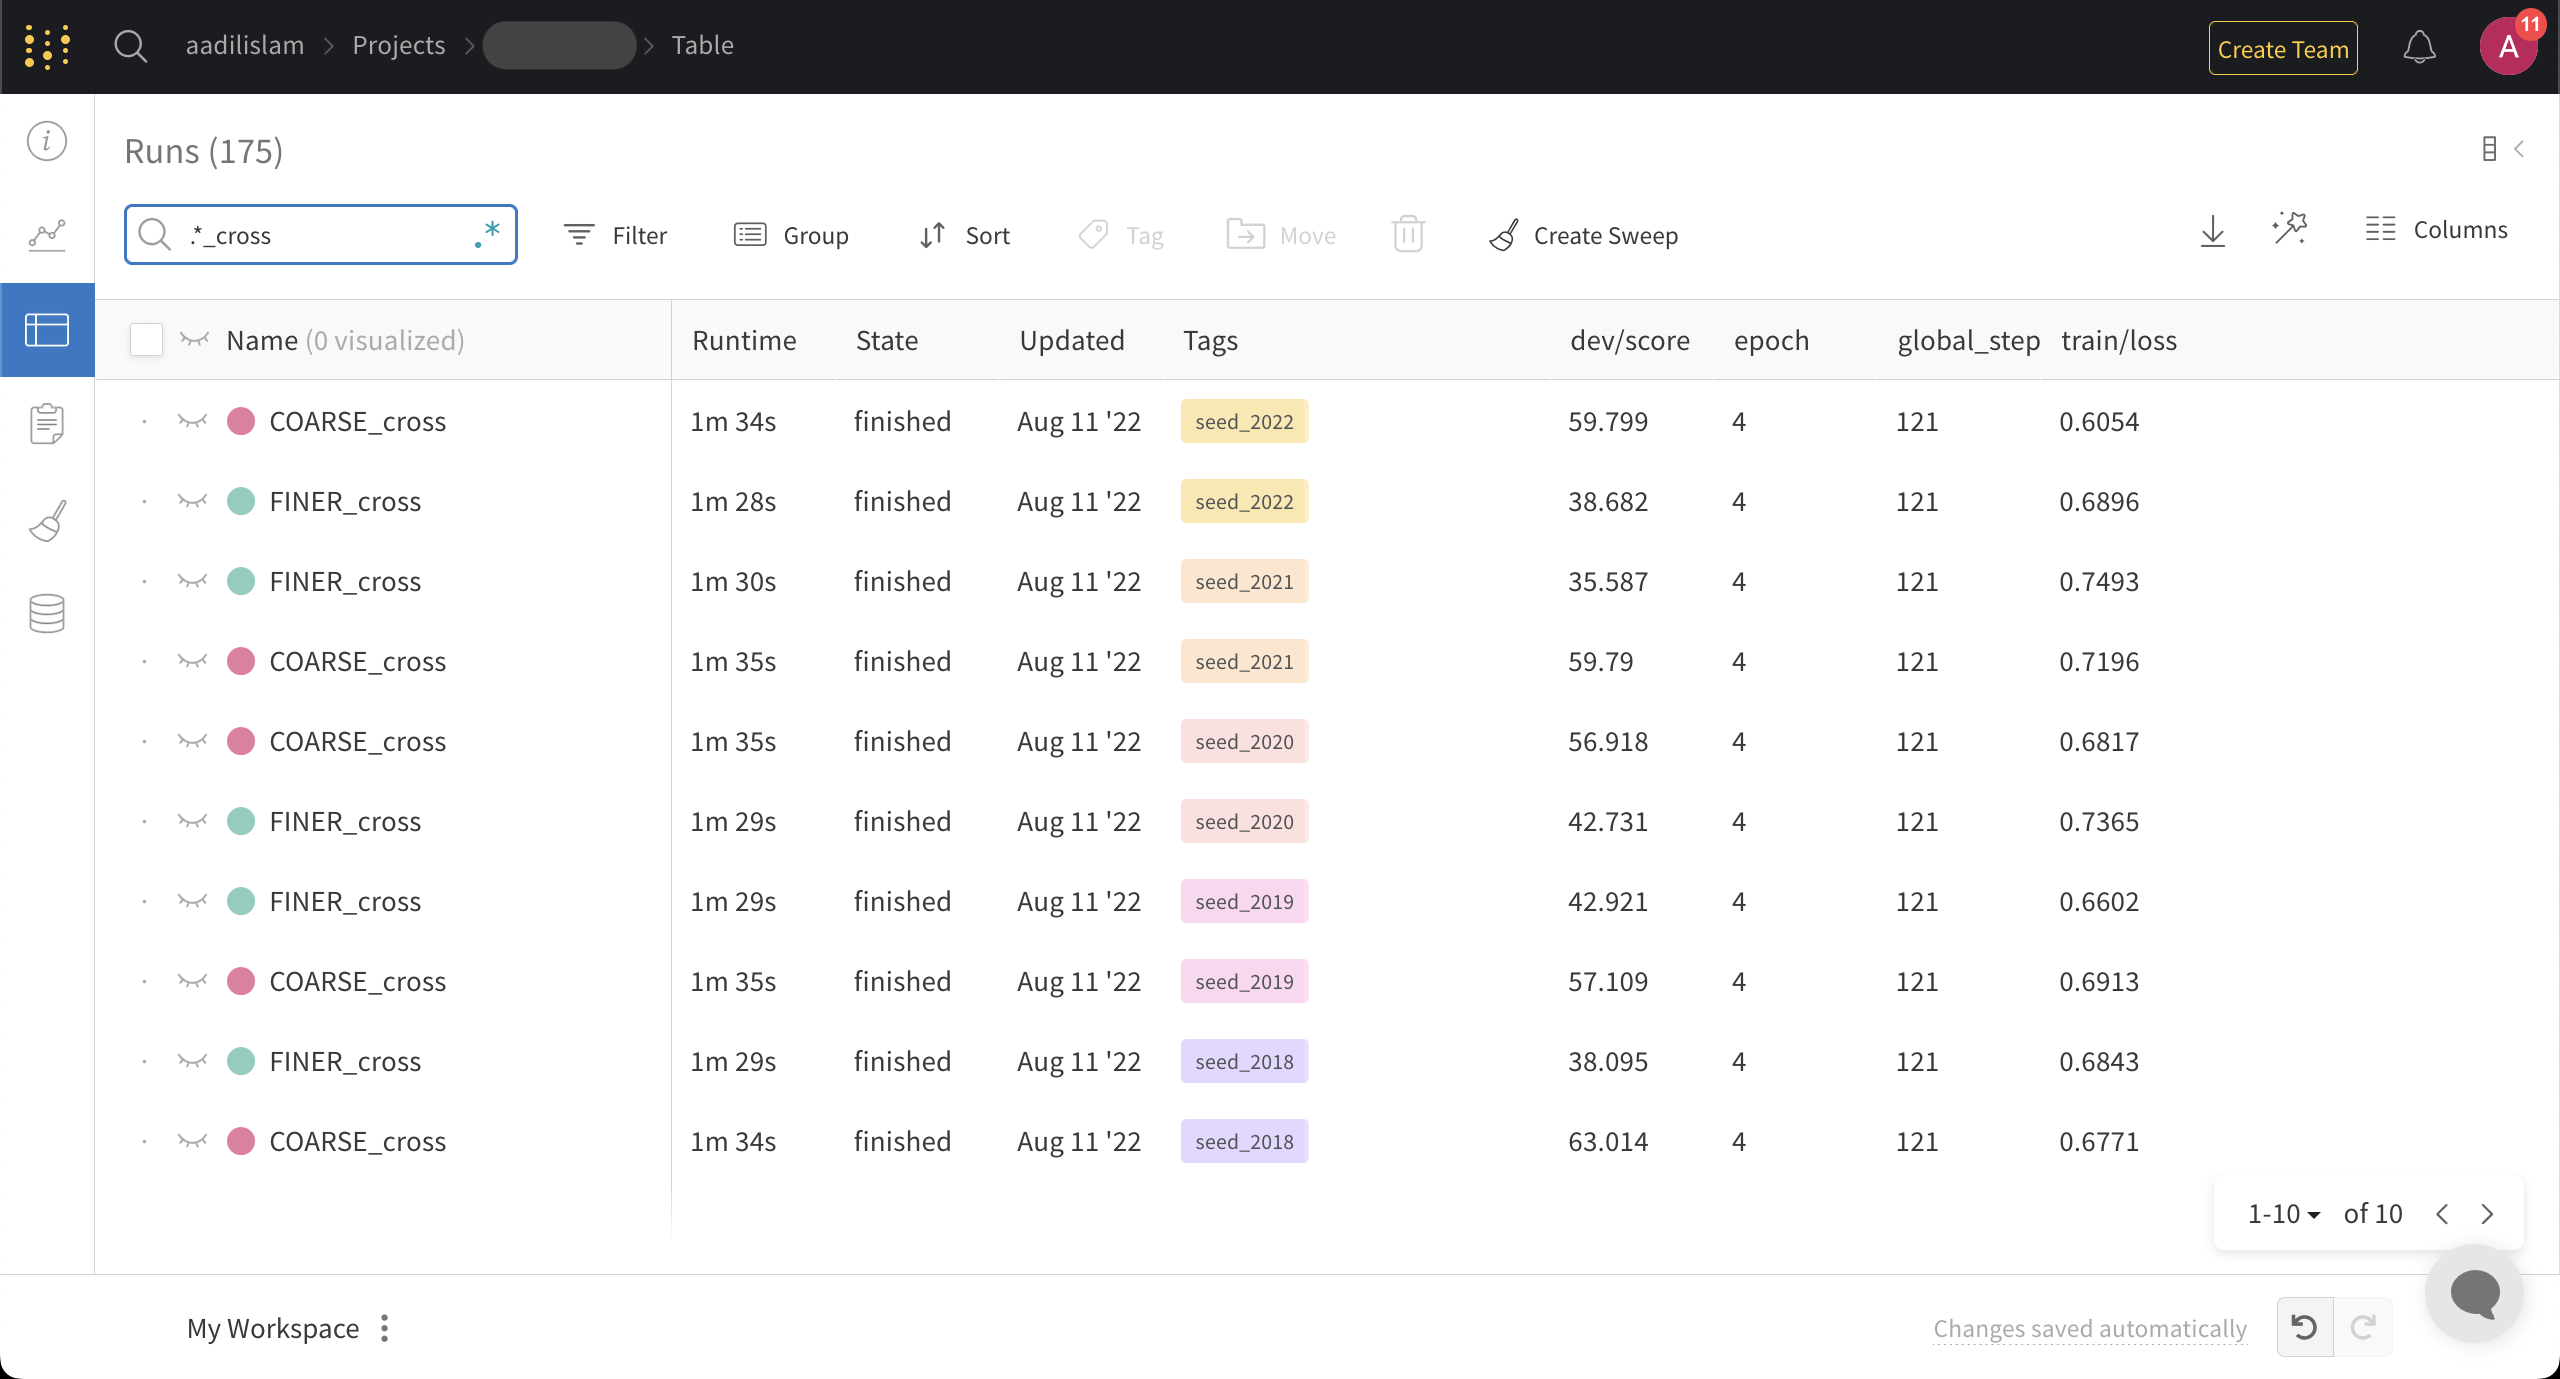 aadilislam > Projects > > Table Create Team A 11
Runs (175)
.*_cross .* Filter Group Sort Tag Move Create Sweep Columns
Name (0 visualized) Runtime State Updated Tags dev/score epoch global_step train/loss
COARSE_cross 1m 34s finished Aug 11 '22 seed_2022 59.799 4 121 0.6054
FINER_cross 1m 28s finished Aug 11 '22 seed_2022 38.682 4 121 0.6896
FINER_cross 1m 30s finished Aug 11 '22 seed_2021 35.587 4 121 0.7493
COARSE_cross 1m 35s finished Aug 11 '22 seed_2021 59.79 4 121 0.7196
COARSE_cross 1m 35s finished Aug 11 '22 seed_2020 56.918 4 121 0.6817
FINER_cross 1m 29s finished Aug 11 '22 seed_2020 42.731 4 121 0.7365
FINER_cross 1m 29s finished Aug 11 '22 seed_2019 42.921 4 121 0.6602
COARSE_cross 1m 35s finished Aug 11 '22 seed_2019 57.109 4 121 0.6913
FINER_cross 1m 29s finished Aug 11 '22 seed_2018 38.095 4 121 0.6843
COARSE_cross 1m 34s finished Aug 11 '22 seed_2018 63.014 4 121 0.6771
1-10 of 10
My Workspace Changes saved automatically